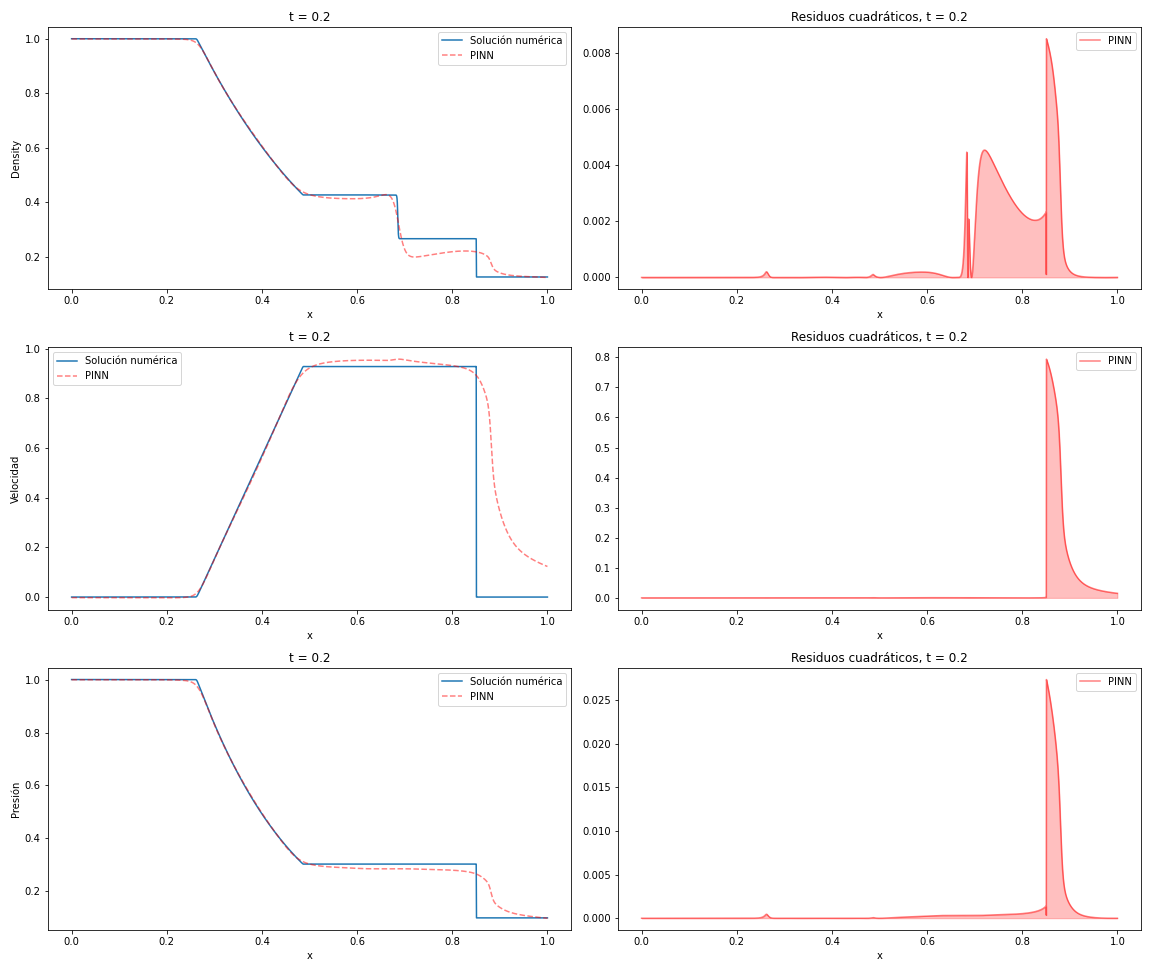 t = 0.2
Density
1.0
0.8
0.6
0.4
0.2
Solución numérica
PINN
0.0 0.2 0.4 0.6 0.8 1.0
x
Residuos cuadráticos, t = 0.2
0.008
0.006
0.004
0.002
0.000
PINN
0.0 0.2 0.4 0.6 0.8 1.0
x
t = 0.2
Velocidad
1.0
0.8
0.6
0.4
0.2
0.0
Solución numérica
PINN
0.0 0.2 0.4 0.6 0.8 1.0
x
Residuos cuadráticos, t = 0.2
0.8
0.7
0.6
0.5
0.4
0.3
0.2
0.1
0.0
PINN
0.0 0.2 0.4 0.6 0.8 1.0
x
t = 0.2
Presión
1.0
0.8
0.6
0.4
0.2
Solución numérica
PINN
0.0 0.2 0.4 0.6 0.8 1.0
x
Residuos cuadráticos, t = 0.2
0.025
0.020
0.015
0.010
0.005
0.000
PINN
0.0 0.2 0.4 0.6 0.8 1.0
x